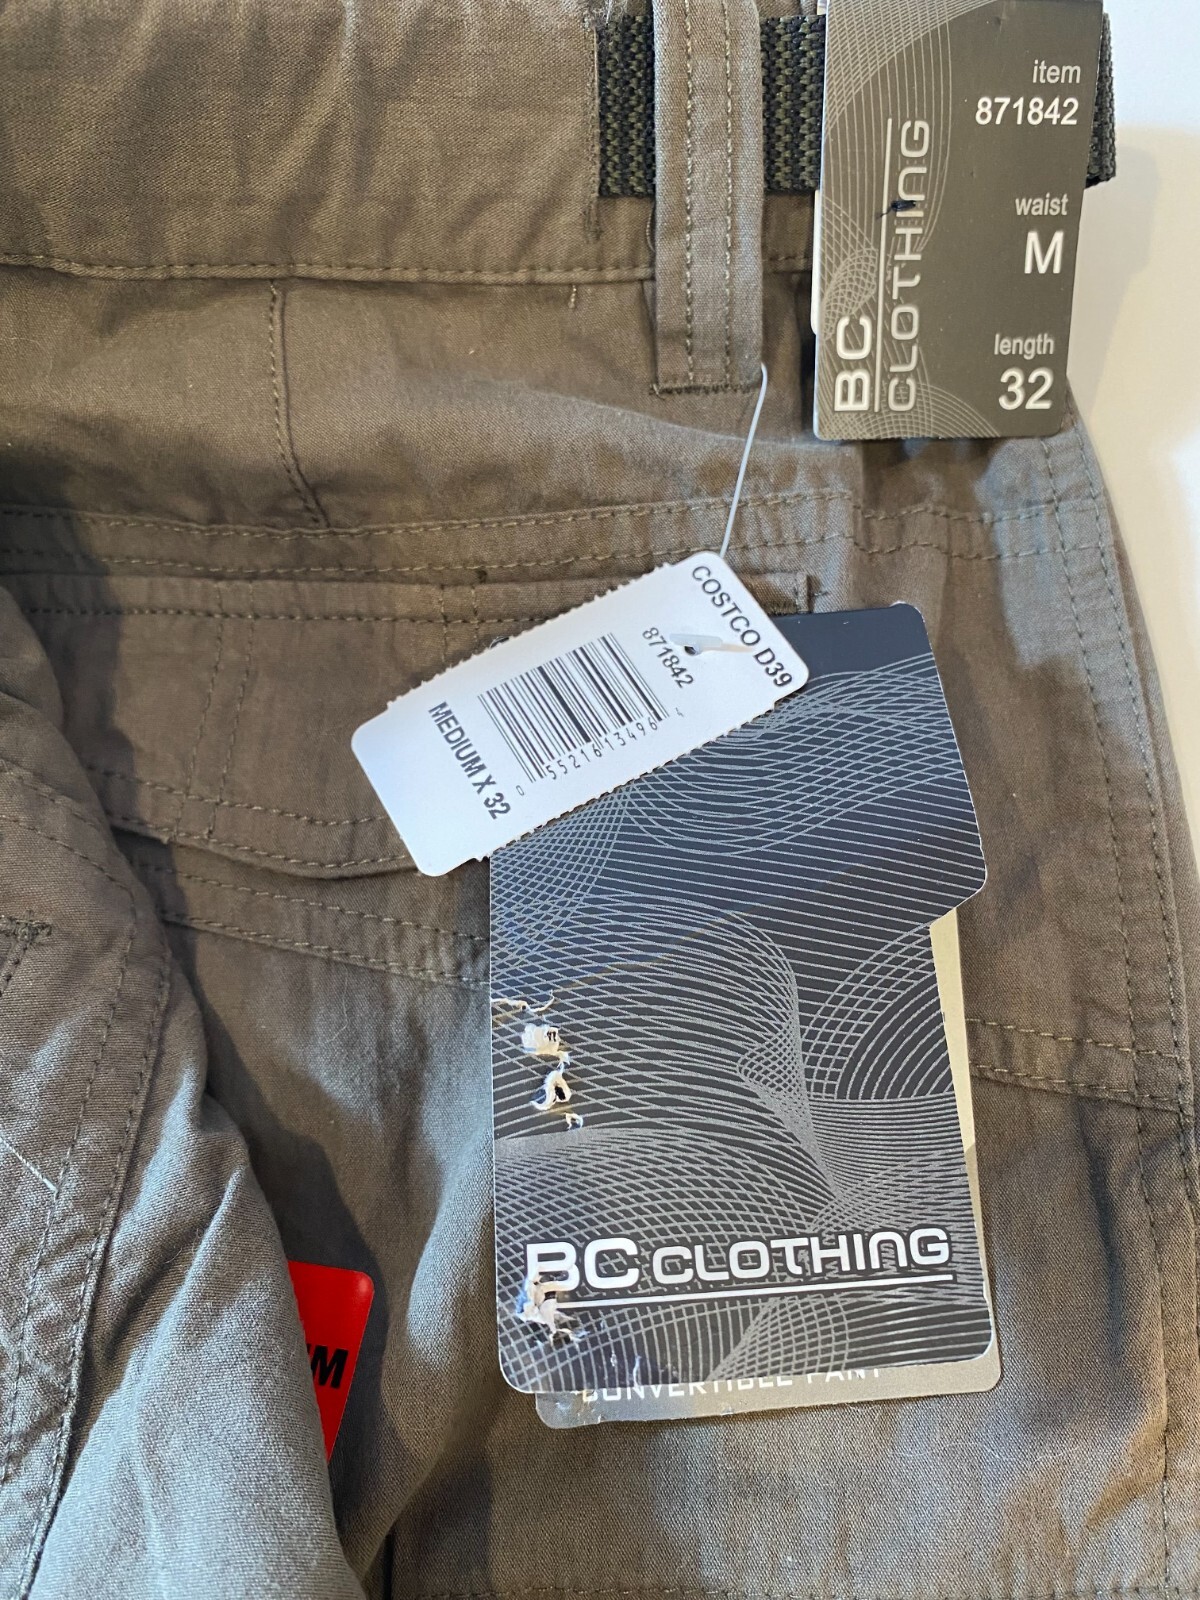 item
871842
waist
M
length
32
BC
CLOTHING
COSTCO D39
871842
0 55216 13496 4
MEDIUM X 32
BC CLOTHING
CONVERTIBLE PANT